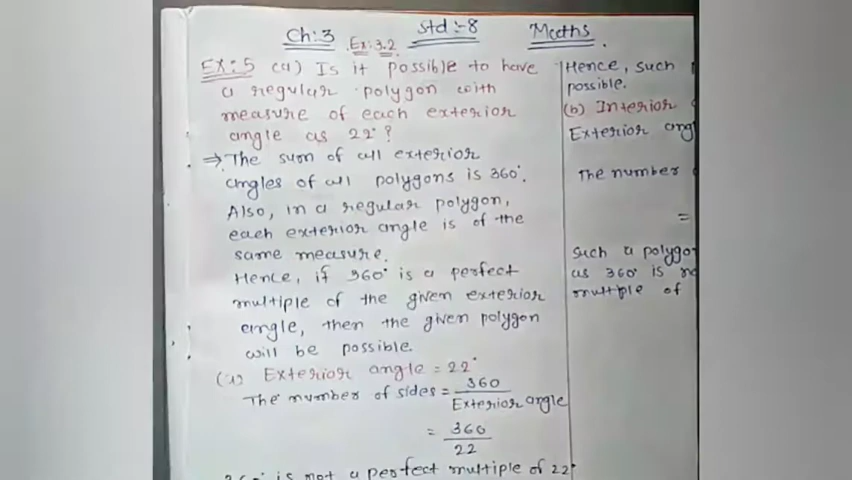 Ch:3 Std:-8 Maths
Ex:3.2
Ex:5 (a) Is it possible to have
a regular polygon with
measure of each exterior
angle as 22°?
⇒ The sum of all exterior
angles of all polygons is 360°.
Also, in a regular polygon,
each exterior angle is of the
same measure.
Hence, if 360° is a perfect
multiple of the given exterior
angle, then the given polygon
will be possible.
(a) Exterior angle = 22°
The number of sides = 360 / Exterior angle
= 360 / 22
360° is not a perfect multiple of 22°
Hence, such
possible.
(b) Interior
Exterior ang
The number
=
Such a polygon
as 360° is no
multiple of